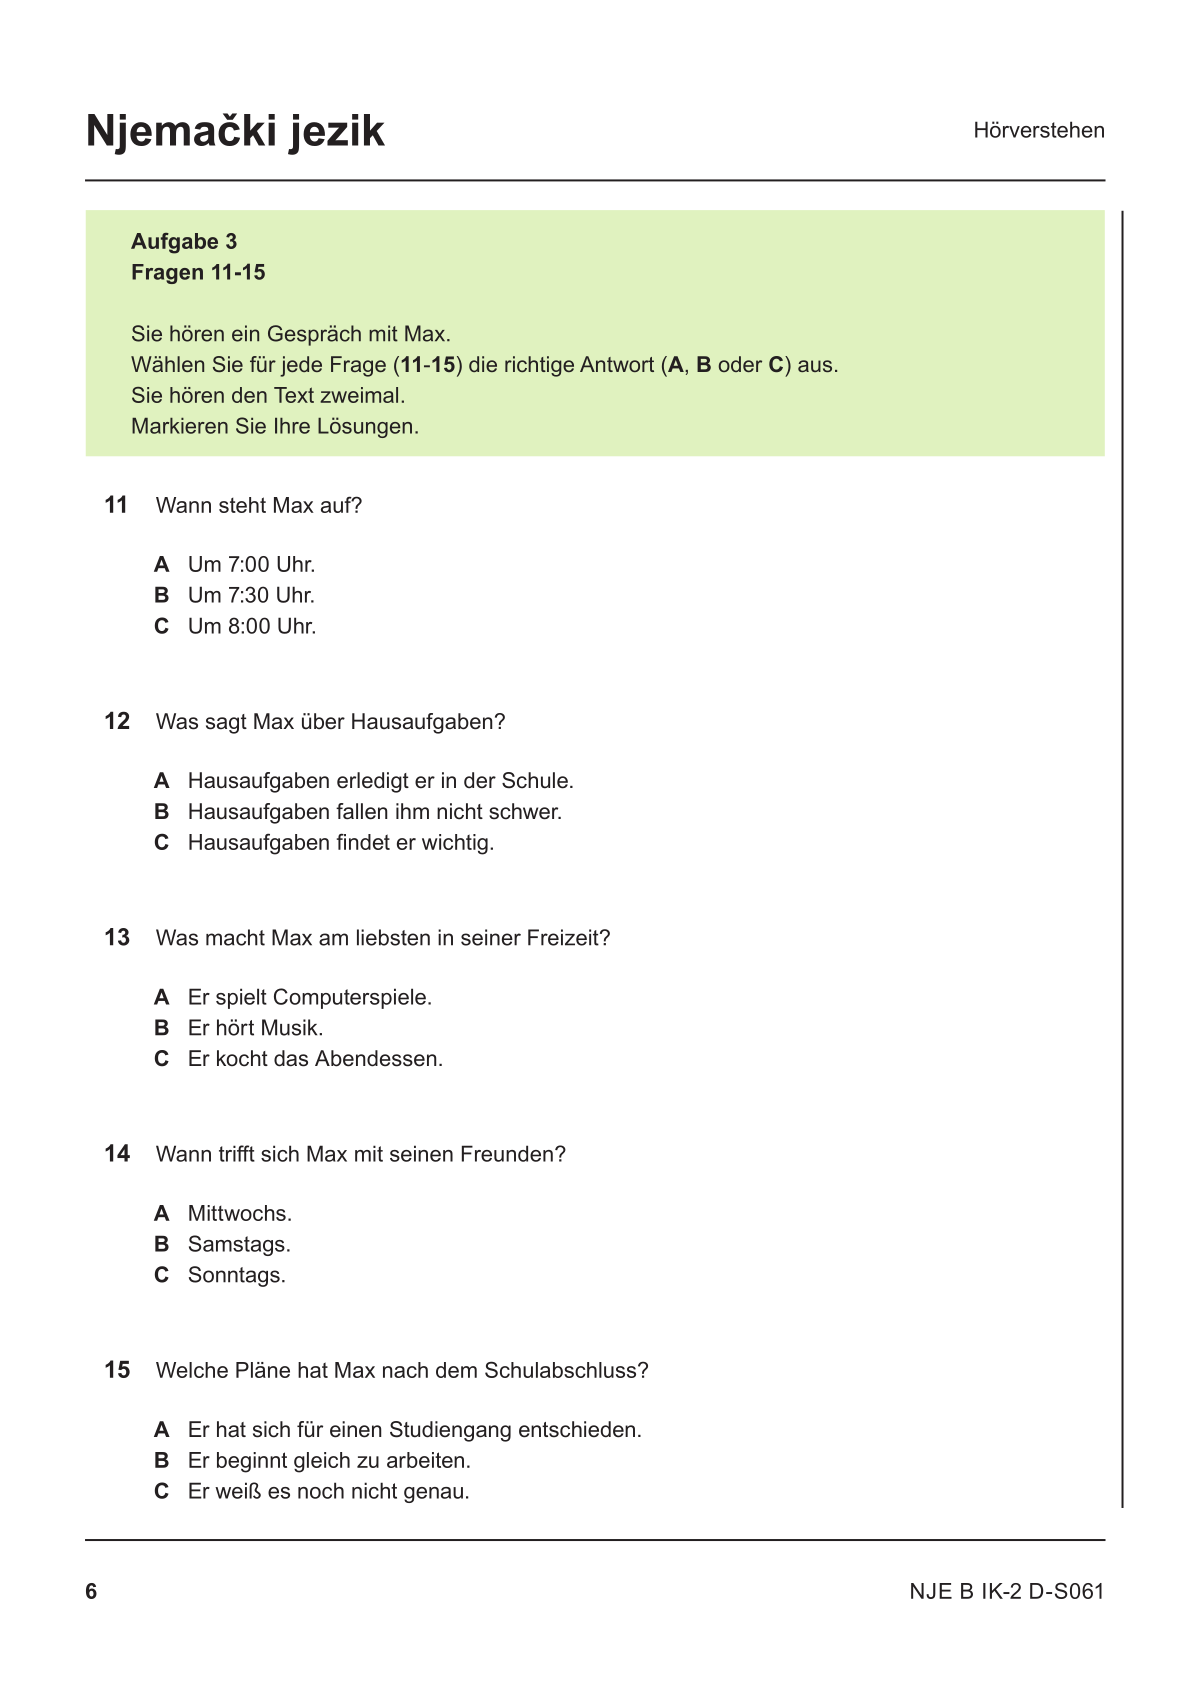 Njemački jezik
Hörverstehen
Aufgabe 3
Fragen 11-15
Sie hören ein Gespräch mit Max.
Wählen Sie für jede Frage (11-15) die richtige Antwort (A, B oder C) aus.
Sie hören den Text zweimal.
Markieren Sie Ihre Lösungen.
11 Wann steht Max auf?
A Um 7:00 Uhr.
B Um 7:30 Uhr.
C Um 8:00 Uhr.
12 Was sagt Max über Hausaufgaben?
A Hausaufgaben erledigt er in der Schule.
B Hausaufgaben fallen ihm nicht schwer.
C Hausaufgaben findet er wichtig.
13 Was macht Max am liebsten in seiner Freizeit?
A Er spielt Computerspiele.
B Er hört Musik.
C Er kocht das Abendessen.
14 Wann trifft sich Max mit seinen Freunden?
A Mittwochs.
B Samstags.
C Sonntags.
15 Welche Pläne hat Max nach dem Schulabschluss?
A Er hat sich für einen Studiengang entschieden.
B Er beginnt gleich zu arbeiten.
C Er weiß es noch nicht genau.
6
NJE B IK-2 D-S061